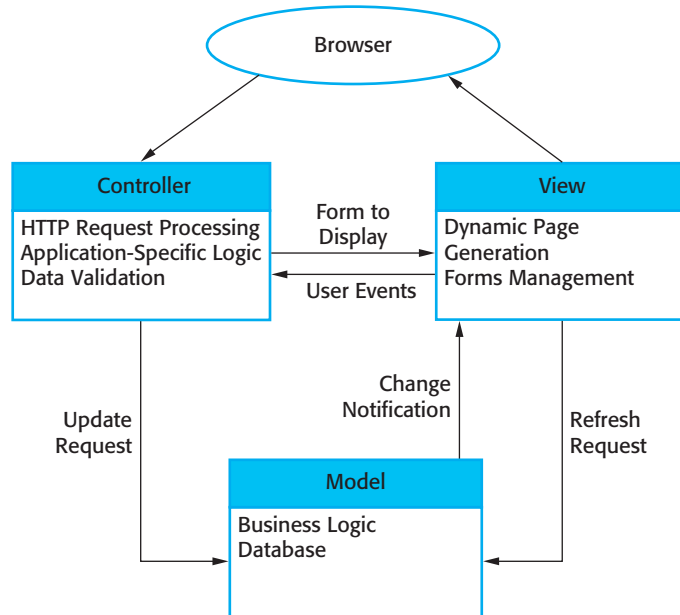 Browser
Controller
View
HTTP Request Processing
Application-Specific Logic
Data Validation
Form to
Display
User Events
Dynamic Page
Generation
Forms Management
Update
Request
Change
Notification
Refresh
Request
Model
Business Logic
Database